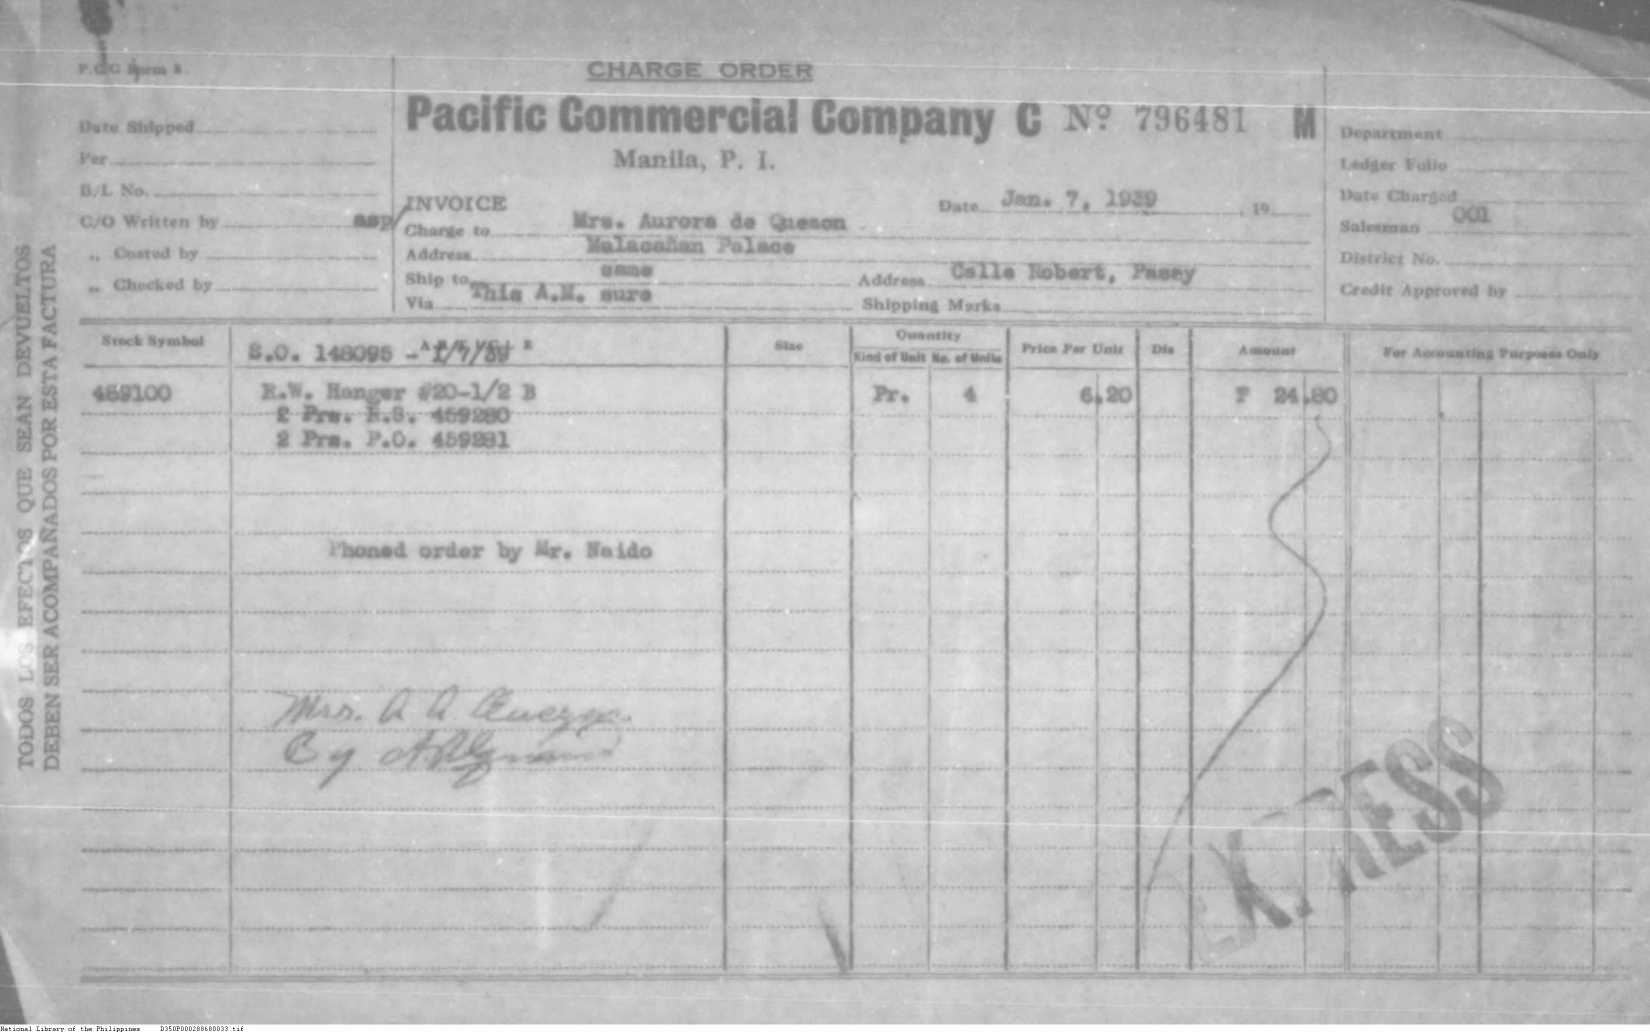 P.C.C Form 8.
CHARGE ORDER
Pacific Commercial Company C Nº 796481 M
Manila, P. I.
Date Shipped
Per
B/L No.
C/O Written by asp/
„ Costed by
„ Checked by
INVOICE
Date Jan. 7, 1939 , 19
Charge to Mrs. Aurora de Quezon
Address Malacañan Palace
Ship to same
Address Calle Robert, Pasay
Via This A.M. sure
Shipping Marks
Department
Ledger Folio
Date Charged
Salesman 001
District No.
Credit Approved by
TODOS LOS EFECTOS QUE SEAN DEVUELTOS
DEBEN SER ACOMPAÑADOS POR ESTA FACTURA
Stock Symbol
S.O. 148095 -
Size
Quantity
Kind of Unit No. of Units
Price Per Unit
Dis
Amount
For Accounting Purposes Only
459100 R.W. Hanger #20-1/2 B Pr. 4 6.20 P 24.80
2 Prs. R.S. 459280
2 Prs. P.O. 459281
Phoned order by Mr. Naido
Mrs. A A Quezon.
By
EXPRESS
National Library of the Philippines D350P000288680033.tif